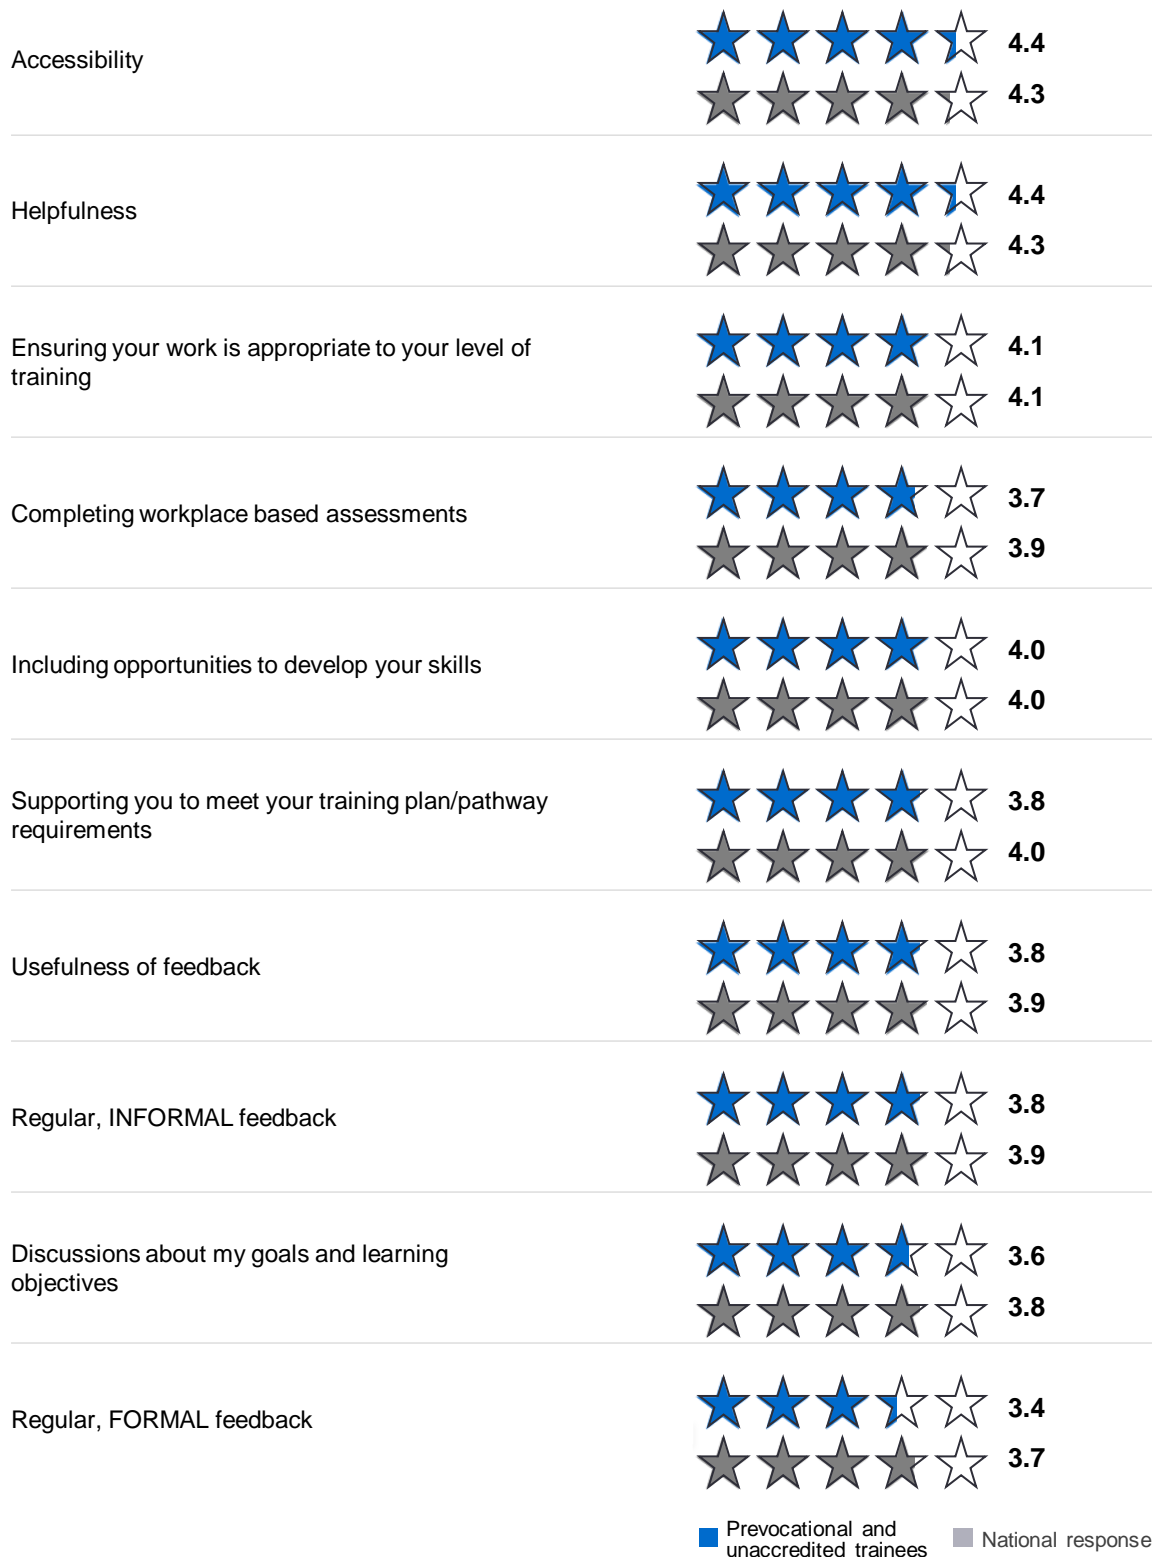 Accessibility
4.4
4.3
Helpfulness
4.4
4.3
Ensuring your work is appropriate to your level of
training
4.1
4.1
Completing workplace based assessments
3.7
3.9
Including opportunities to develop your skills
4.0
4.0
Supporting you to meet your training plan/pathway
requirements
3.8
4.0
Usefulness of feedback
3.8
3.9
Regular, INFORMAL feedback
3.8
3.9
Discussions about my goals and learning
objectives
3.6
3.8
Regular, FORMAL feedback
3.4
3.7
Prevocational and
unaccredited trainees
National response